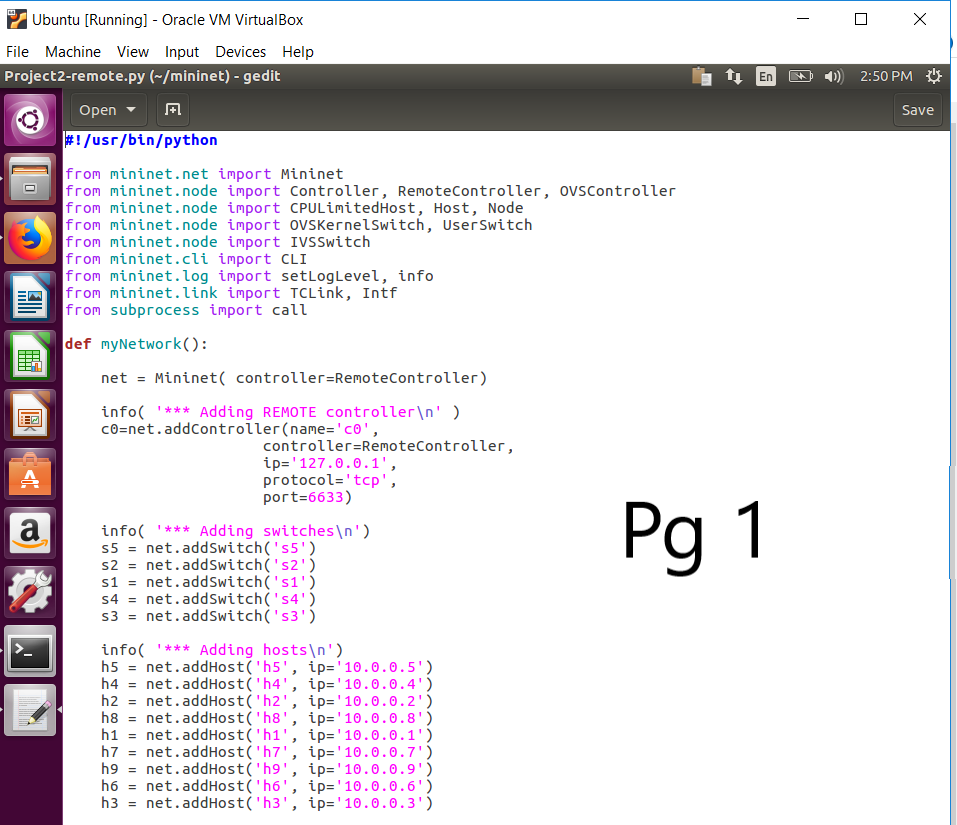 Ubuntu [Running] - Oracle VM VirtualBox
File Machine View Input Devices Help
Project2-remote.py (~/mininet) - gedit En 2:50 PM
Open Save
#!/usr/bin/python
from mininet.net import Mininet
from mininet.node import Controller, RemoteController, OVSController
from mininet.node import CPULimitedHost, Host, Node
from mininet.node import OVSKernelSwitch, UserSwitch
from mininet.node import IVSSwitch
from mininet.cli import CLI
from mininet.log import setLogLevel, info
from mininet.link import TCLink, Intf
from subprocess import call
def myNetwork():
net = Mininet( controller=RemoteController)
info( '*** Adding REMOTE controller\n' )
c0=net.addController(name='c0',
controller=RemoteController,
ip='127.0.0.1',
protocol='tcp',
port=6633)
info( '*** Adding switches\n')
s5 = net.addSwitch('s5')
s2 = net.addSwitch('s2')
s1 = net.addSwitch('s1')
s4 = net.addSwitch('s4')
s3 = net.addSwitch('s3')
Pg 1
info( '*** Adding hosts\n')
h5 = net.addHost('h5', ip='10.0.0.5')
h4 = net.addHost('h4', ip='10.0.0.4')
h2 = net.addHost('h2', ip='10.0.0.2')
h8 = net.addHost('h8', ip='10.0.0.8')
h1 = net.addHost('h1', ip='10.0.0.1')
h7 = net.addHost('h7', ip='10.0.0.7')
h9 = net.addHost('h9', ip='10.0.0.9')
h6 = net.addHost('h6', ip='10.0.0.6')
h3 = net.addHost('h3', ip='10.0.0.3')